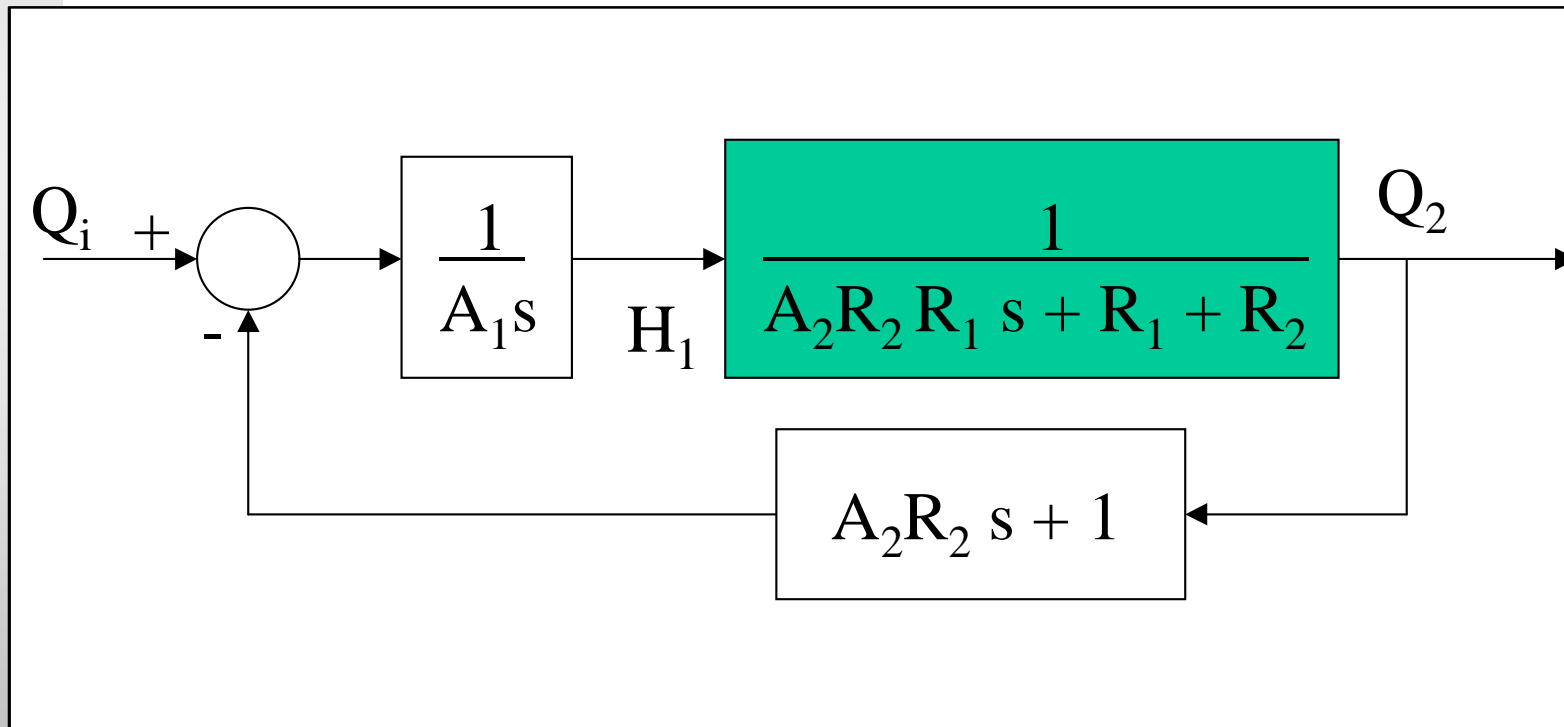 Qᵢ + 1 / A₁s 1 / A₂R₂ R₁ s + R₁ + R₂ Q₂
- H₁
A₂R₂ s + 1